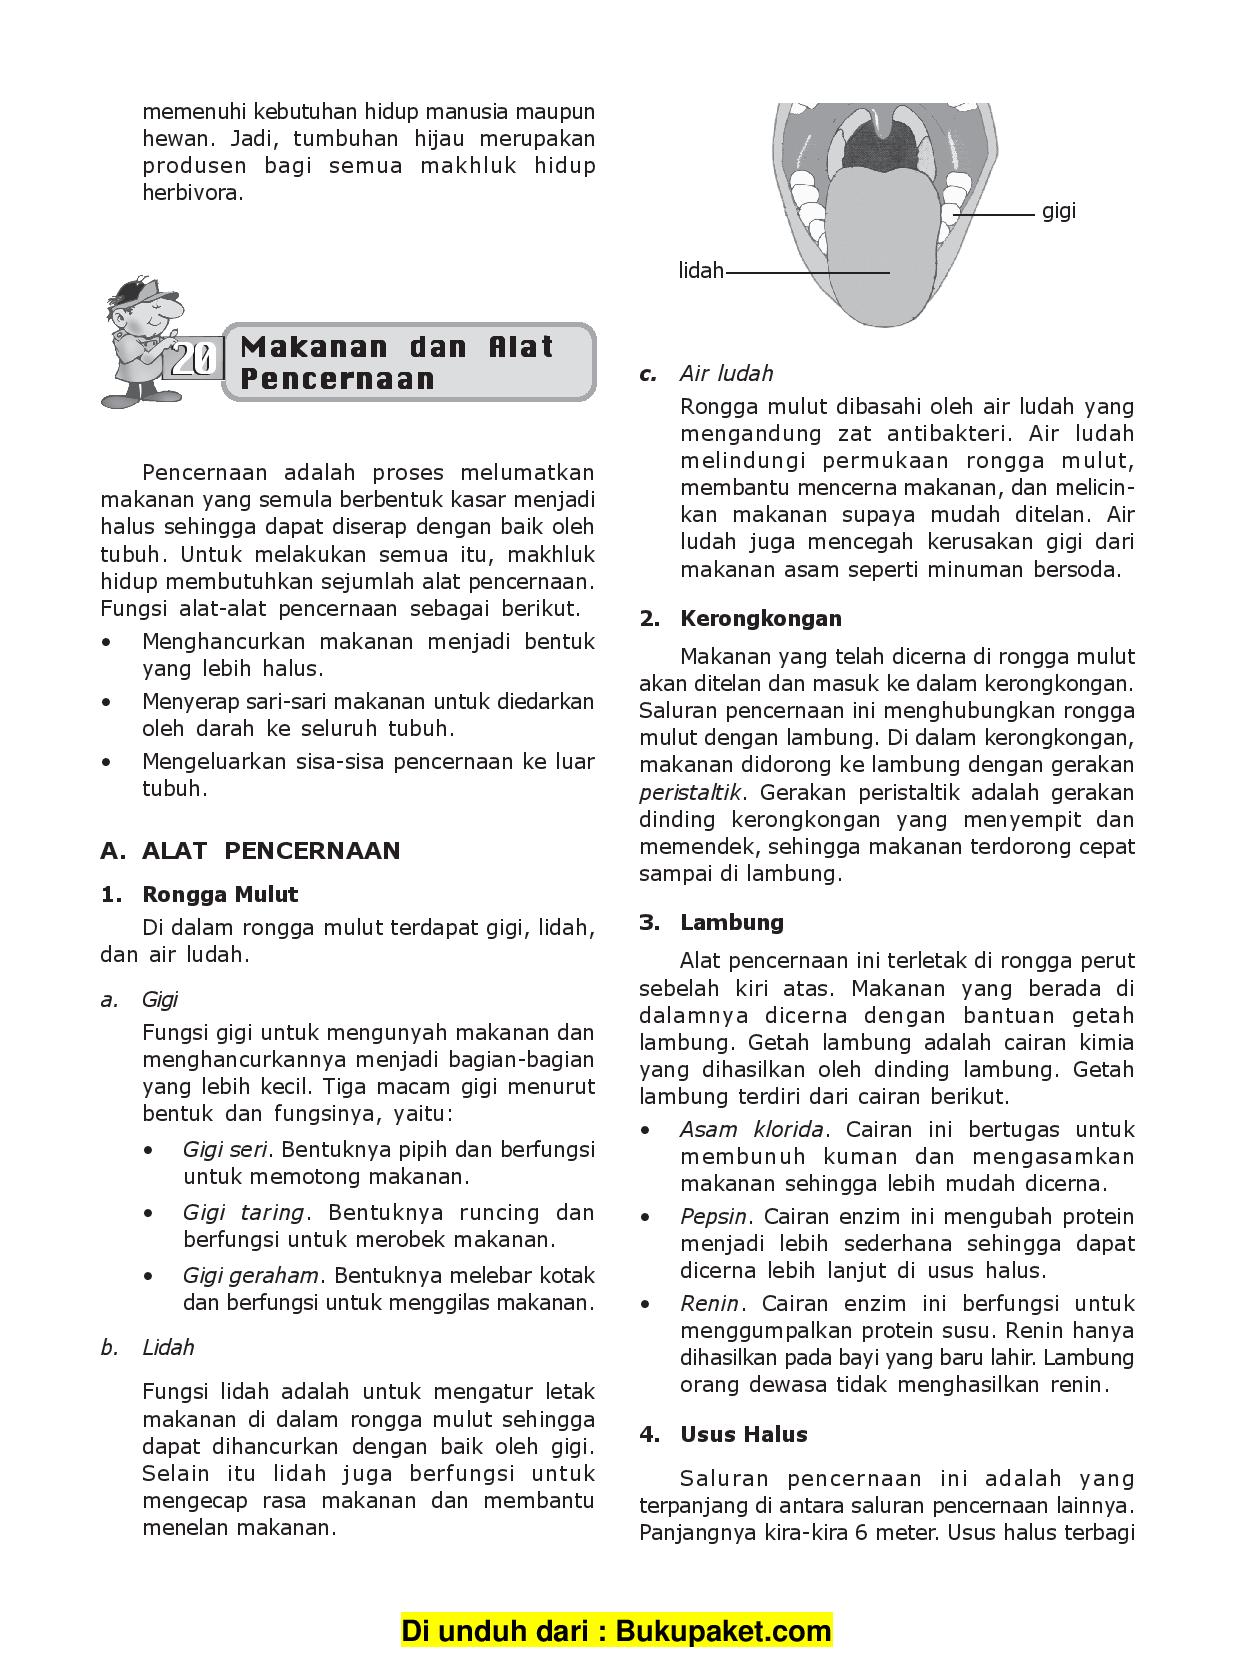 memenuhi kebutuhan hidup manusia maupun
hewan. Jadi, tumbuhan hijau merupakan
produsen bagi semua makhluk hidup
herbivora.
20
Makanan dan Alat
Pencernaan
Pencernaan adalah proses melumatkan
makanan yang semula berbentuk kasar menjadi
halus sehingga dapat diserap dengan baik oleh
tubuh. Untuk melakukan semua itu, makhluk
hidup membutuhkan sejumlah alat pencernaan.
Fungsi alat-alat pencernaan sebagai berikut.
• Menghancurkan makanan menjadi bentuk
yang lebih halus.
• Menyerap sari-sari makanan untuk diedarkan
oleh darah ke seluruh tubuh.
• Mengeluarkan sisa-sisa pencernaan ke luar
tubuh.
A. ALAT PENCERNAAN
1. Rongga Mulut
Di dalam rongga mulut terdapat gigi, lidah,
dan air ludah.
a. Gigi
Fungsi gigi untuk mengunyah makanan dan
menghancurkannya menjadi bagian-bagian
yang lebih kecil. Tiga macam gigi menurut
bentuk dan fungsinya, yaitu:
• Gigi seri. Bentuknya pipih dan berfungsi
untuk memotong makanan.
• Gigi taring. Bentuknya runcing dan
berfungsi untuk merobek makanan.
• Gigi geraham. Bentuknya melebar kotak
dan berfungsi untuk menggilas makanan.
b. Lidah
Fungsi lidah adalah untuk mengatur letak
makanan di dalam rongga mulut sehingga
dapat dihancurkan dengan baik oleh gigi.
Selain itu lidah juga berfungsi untuk
mengecap rasa makanan dan membantu
menelan makanan.
gigi
lidah
c. Air ludah
Rongga mulut dibasahi oleh air ludah yang
mengandung zat antibakteri. Air ludah
melindungi permukaan rongga mulut,
membantu mencerna makanan, dan melicin-
kan makanan supaya mudah ditelan. Air
ludah juga mencegah kerusakan gigi dari
makanan asam seperti minuman bersoda.
2. Kerongkongan
Makanan yang telah dicerna di rongga mulut
akan ditelan dan masuk ke dalam kerongkongan.
Saluran pencernaan ini menghubungkan rongga
mulut dengan lambung. Di dalam kerongkongan,
makanan didorong ke lambung dengan gerakan
peristaltik. Gerakan peristaltik adalah gerakan
dinding kerongkongan yang menyempit dan
memendek, sehingga makanan terdorong cepat
sampai di lambung.
3. Lambung
Alat pencernaan ini terletak di rongga perut
sebelah kiri atas. Makanan yang berada di
dalamnya dicerna dengan bantuan getah
lambung. Getah lambung adalah cairan kimia
yang dihasilkan oleh dinding lambung. Getah
lambung terdiri dari cairan berikut.
• Asam klorida. Cairan ini bertugas untuk
membunuh kuman dan mengasamkan
makanan sehingga lebih mudah dicerna.
• Pepsin. Cairan enzim ini mengubah protein
menjadi lebih sederhana sehingga dapat
dicerna lebih lanjut di usus halus.
• Renin. Cairan enzim ini berfungsi untuk
menggumpalkan protein susu. Renin hanya
dihasilkan pada bayi yang baru lahir. Lambung
orang dewasa tidak menghasilkan renin.
4. Usus Halus
Saluran pencernaan ini adalah yang
terpanjang di antara saluran pencernaan lainnya.
Panjangnya kira-kira 6 meter. Usus halus terbagi
Di unduh dari : Bukupaket.com